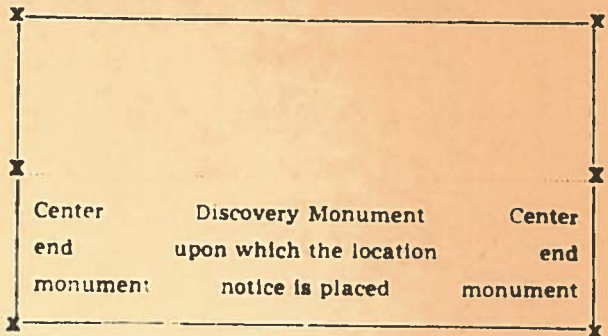 X X
X X
Center Discovery Monument Center
end upon which the location end
monument notice is placed monument
X X